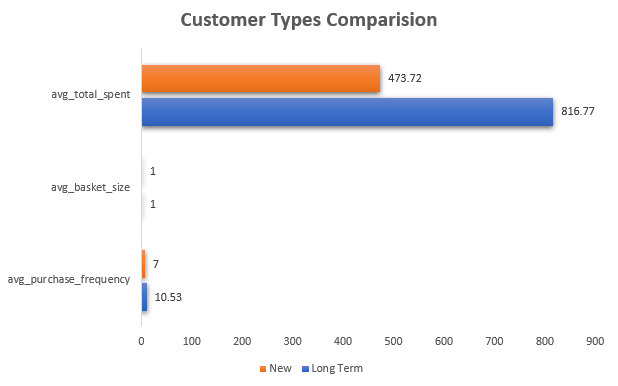 Customer Types Comparision
avg_total_spent
473.72
816.77
avg_basket_size
1
1
avg_purchase_frequency
7
10.53
0 100 200 300 400 500 600 700 800 900
New Long Term